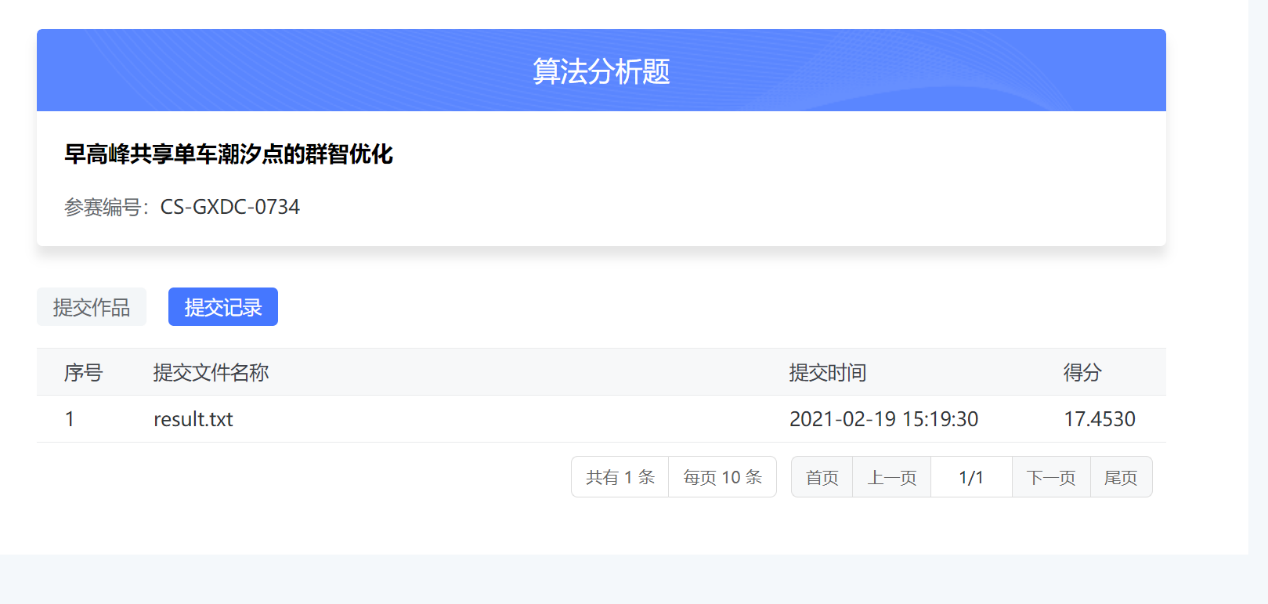 算法分析题
早高峰共享单车潮汐点的群智优化
参赛编号：CS-GXDC-0734
提交作品 提交记录
序号 提交文件名称 提交时间 得分
1 result.txt 2021-02-19 15:19:30 17.4530
共有 1 条 每页 10 条 首页 上一页 1/1 下一页 尾页